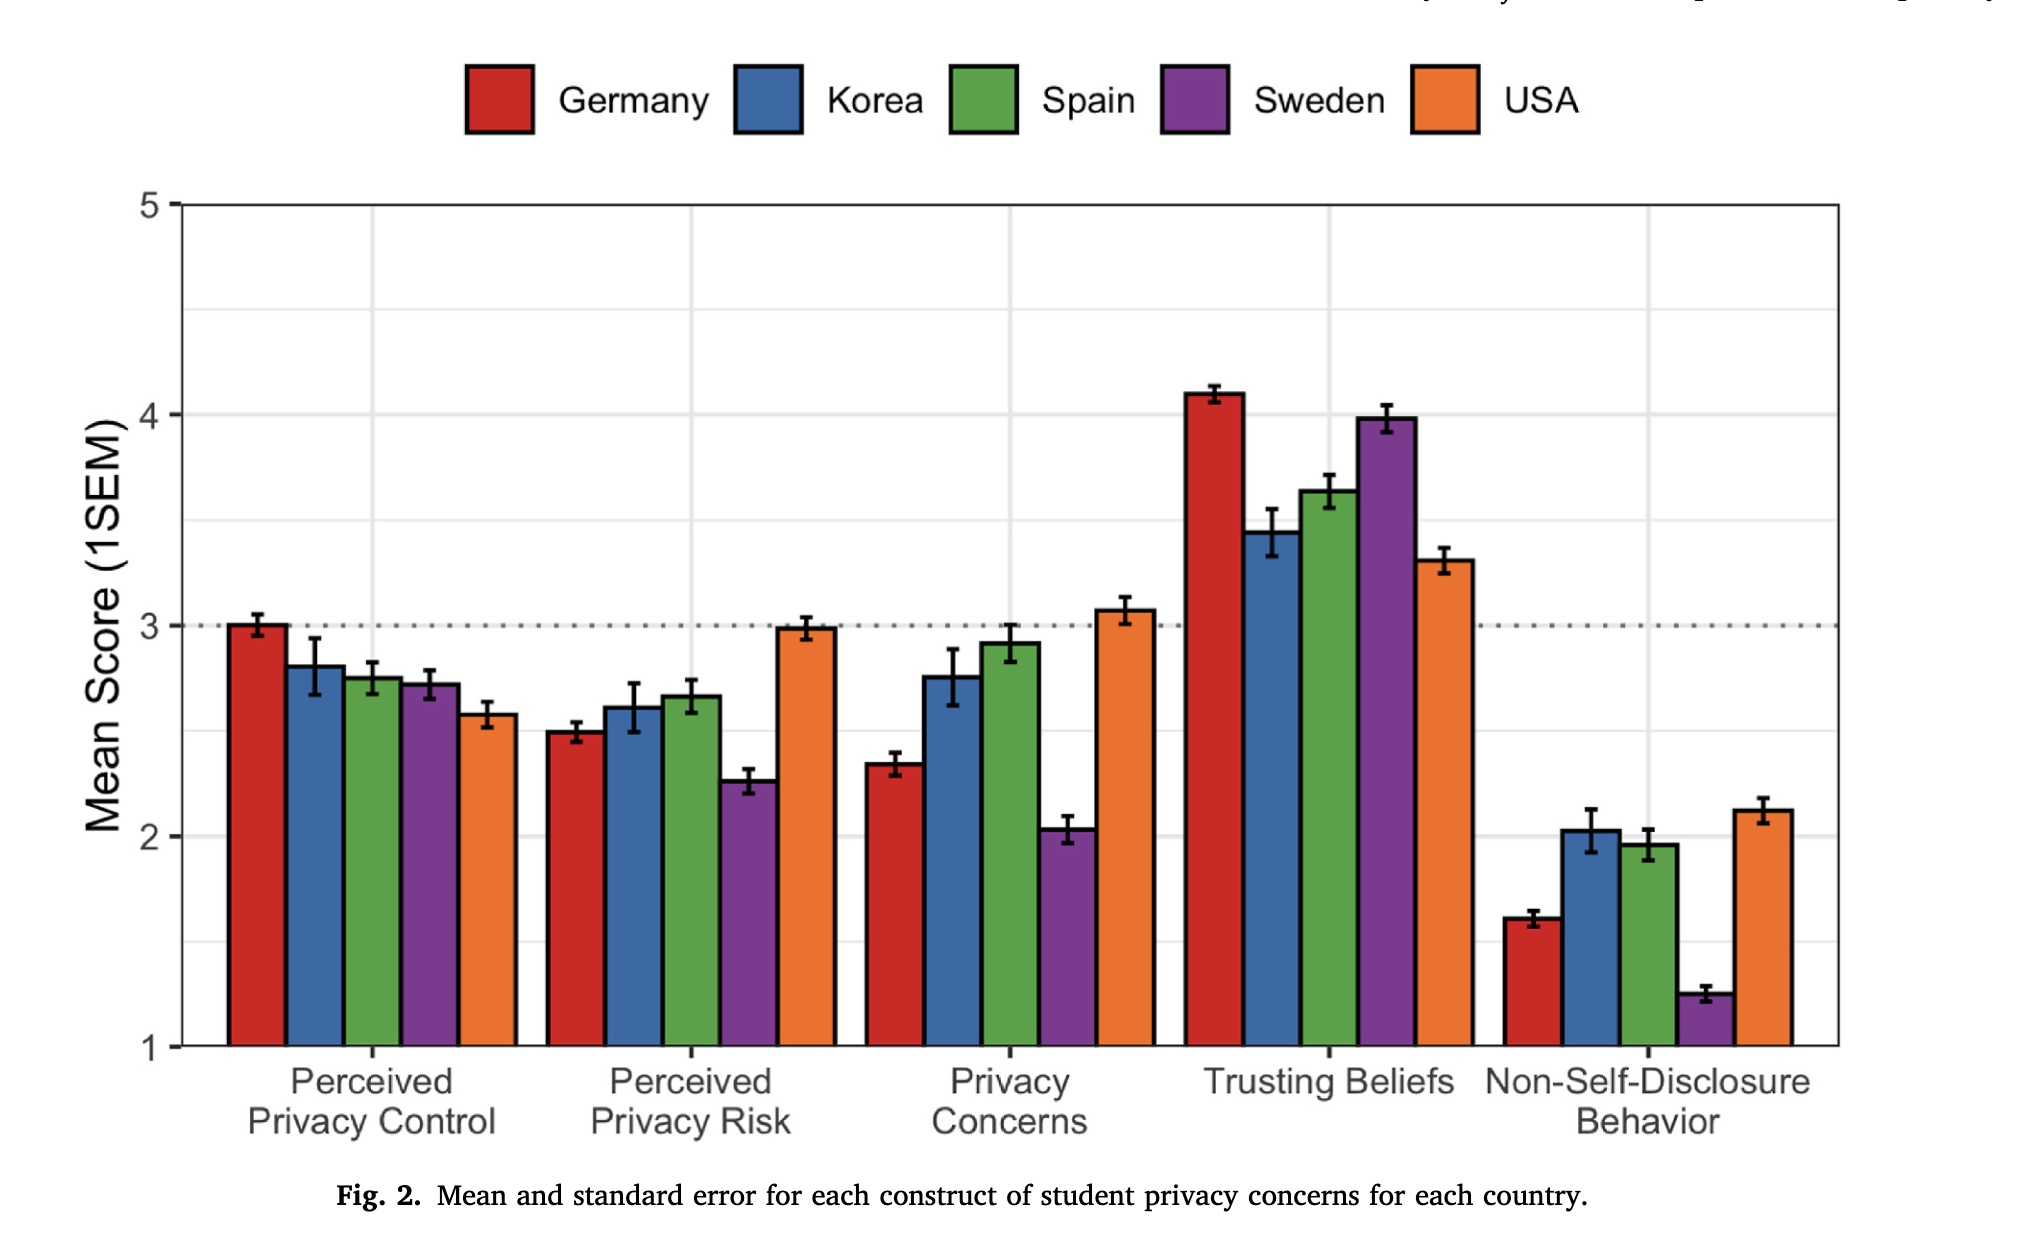 Germany Korea Spain Sweden USA
5
4
3
2
1
Mean Score (1SEM)
Perceived
Privacy Control
Perceived
Privacy Risk
Privacy
Concerns
Trusting Beliefs
Non-Self-Disclosure
Behavior
Fig. 2. Mean and standard error for each construct of student privacy concerns for each country.